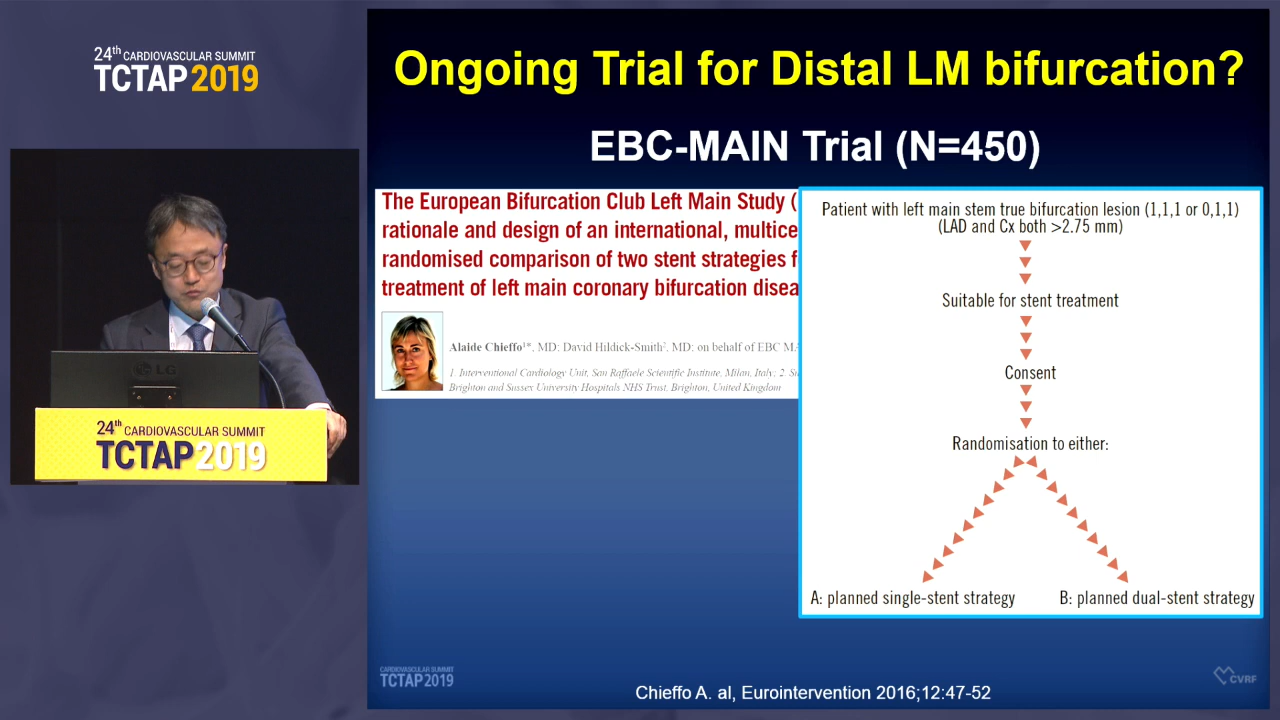 24th CARDIOVASCULAR SUMMIT
TCTAP 2019
LG
24th CARDIOVASCULAR SUMMIT
TCTAP 2019
Ongoing Trial for Distal LM bifurcation?
EBC-MAIN Trial (N=450)
The European Bifurcation Club Left Main Study (
rationale and design of an international, multice
randomised comparison of two stent strategies f
treatment of left main coronary bifurcation disea
Alaide Chieffo1*, MD; David Hildick-Smith2, MD; on behalf of EBC MA
1. Interventional Cardiology Unit, San Raffaele Scientific Institute, Milan, Italy; 2. Su
Brighton and Sussex University Hospitals NHS Trust, Brighton, United Kingdom
Patient with left main stem true bifurcation lesion (1,1,1 or 0,1,1)
(LAD and Cx both >2.75 mm)
Suitable for stent treatment
Consent
Randomisation to either:
A: planned single-stent strategy
B: planned dual-stent strategy
CARDIOVASCULAR SUMMIT
TCTAP 2019
Chieffo A. al, Eurointervention 2016;12:47-52
CVRF